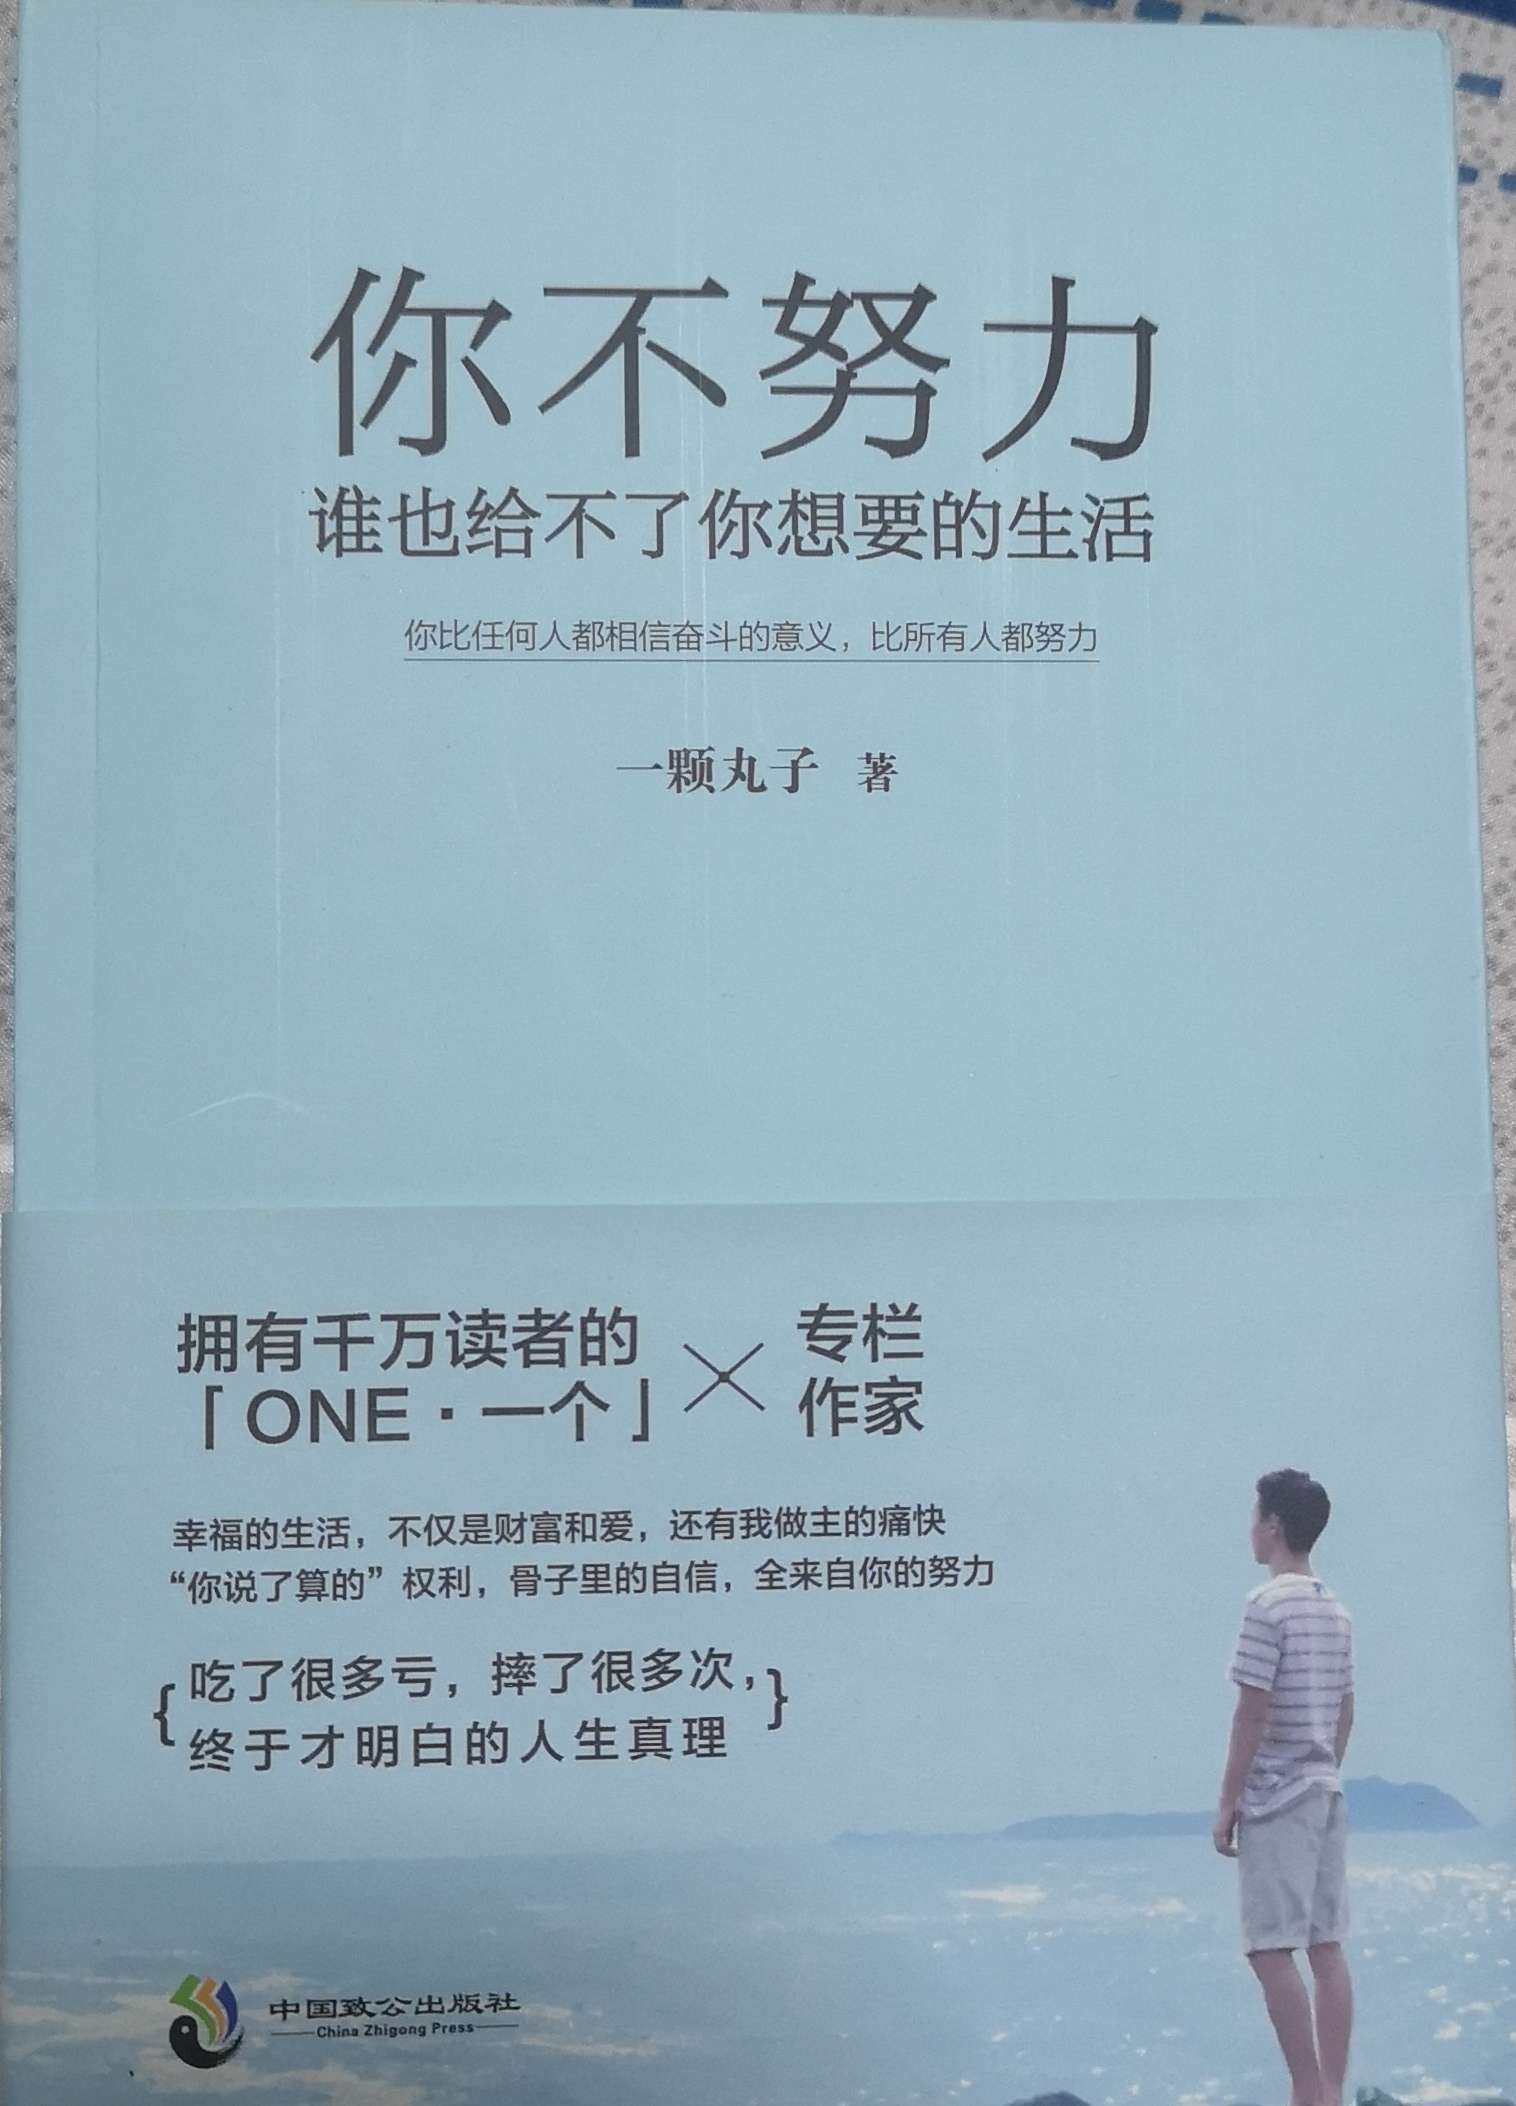 你不努力
谁也给不了你想要的生活
你比任何人都相信奋斗的意义，比所有人都努力
一颗丸子 著
拥有千万读者的
「ONE·一个」
×
专栏
作家
幸福的生活，不仅是财富和爱，还有我做主的痛快
“你说了算的”权利，骨子里的自信，全来自你的努力
{吃了很多亏，摔了很多次，
终于才明白的人生真理}
中国致公出版社
China Zhigong Press